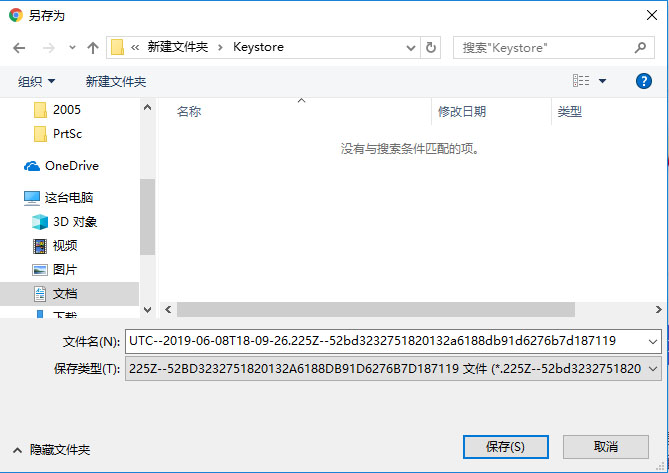 另存为
« 新建文件夹 › Keystore
搜索"Keystore"
组织
新建文件夹
?
2005
PrtSc
OneDrive
这台电脑
3D 对象
视频
图片
文档
下载
名称
修改日期
类型
没有与搜索条件匹配的项。
文件名(N):
UTC--2019-06-08T18-09-26.225Z--52bd3232751820132a6188db91d6276b7d187119
保存类型(T):
225Z--52BD3232751820132A6188DB91D6276B7D187119 文件 (*.225Z--52bd3232751820
隐藏文件夹
保存(S)
取消